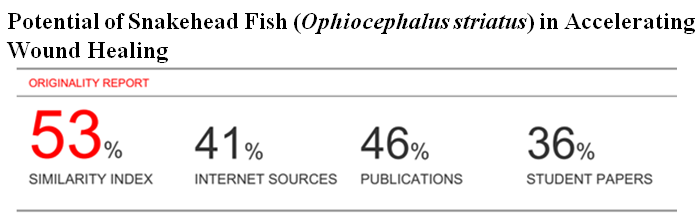 Potential of Snakehead Fish (Ophiocephalus striatus) in Accelerating
Wound Healing
ORIGINALITY REPORT
53% 41% 46% 36%
SIMILARITY INDEX INTERNET SOURCES PUBLICATIONS STUDENT PAPERS